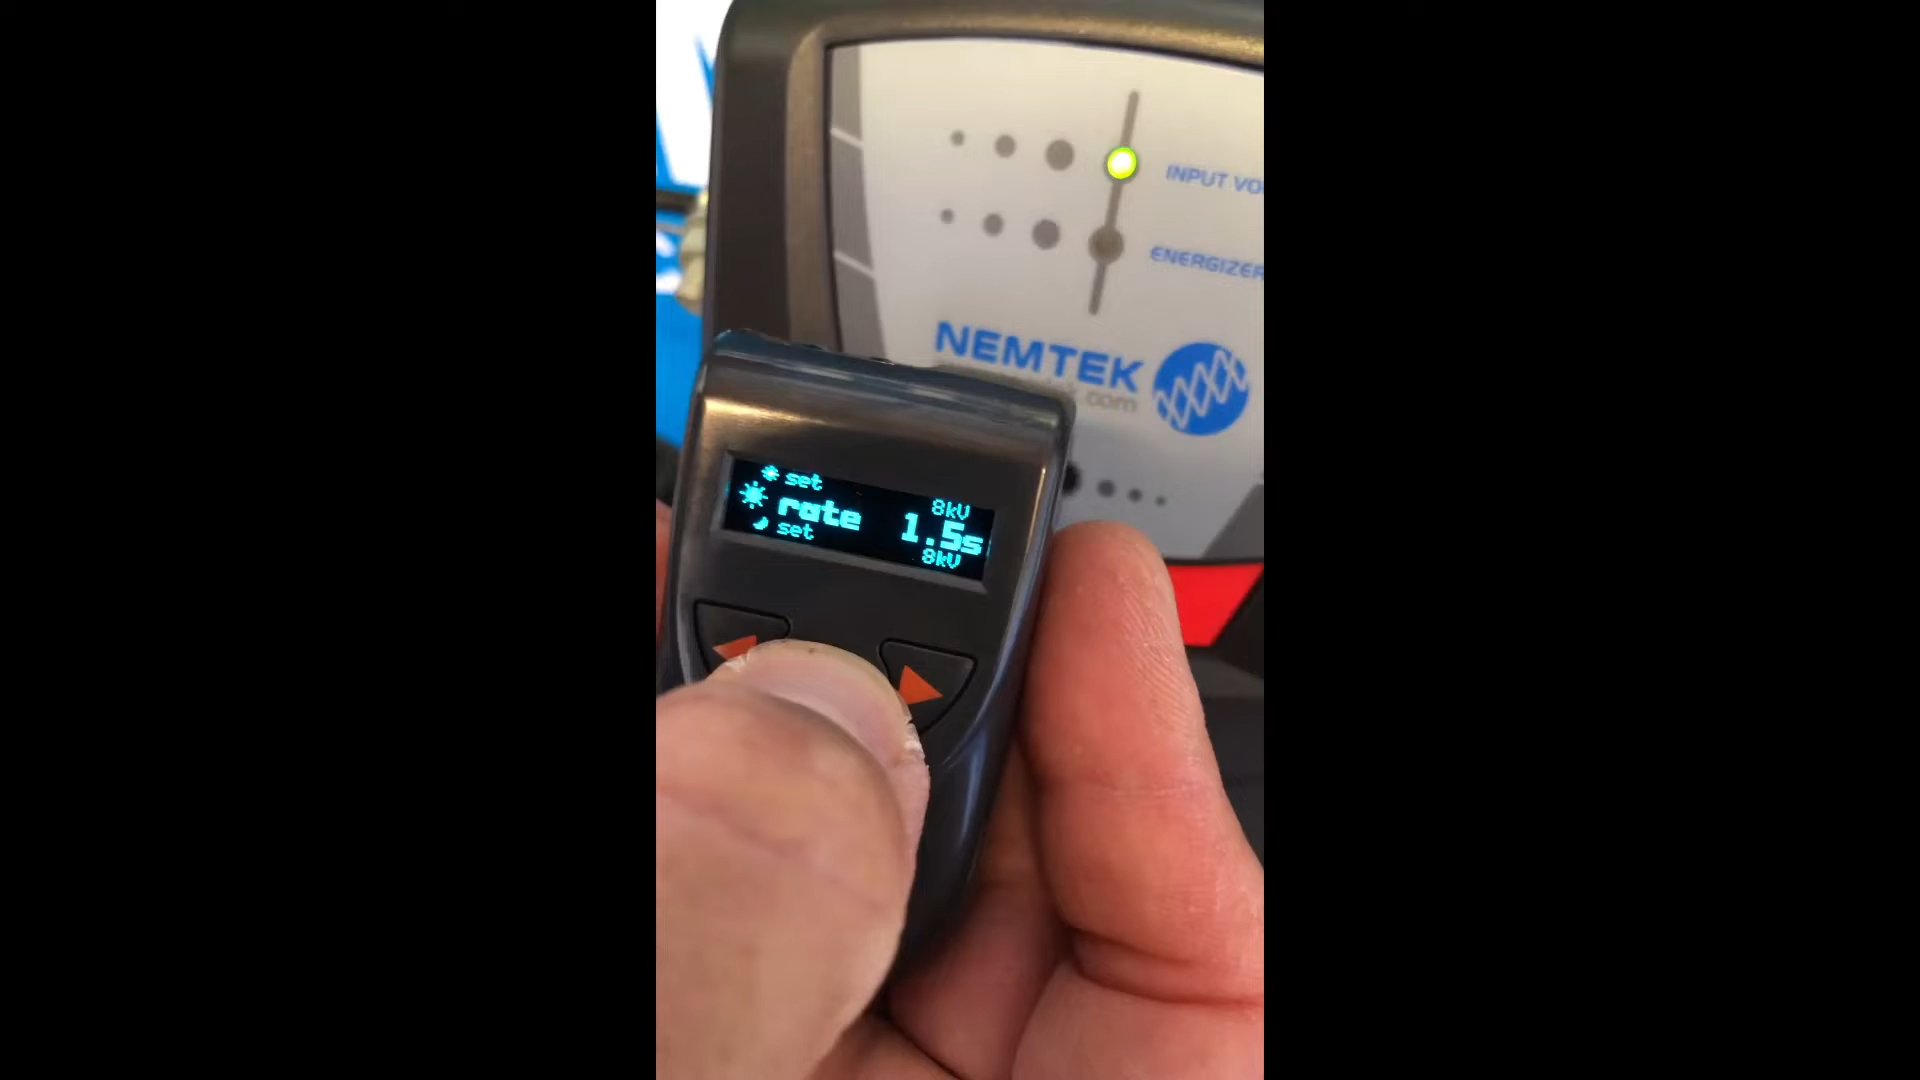 INPUT VO
ENERGIZER
NEMTEK
.com
set 8kV
rate 1.5s
set 8kV